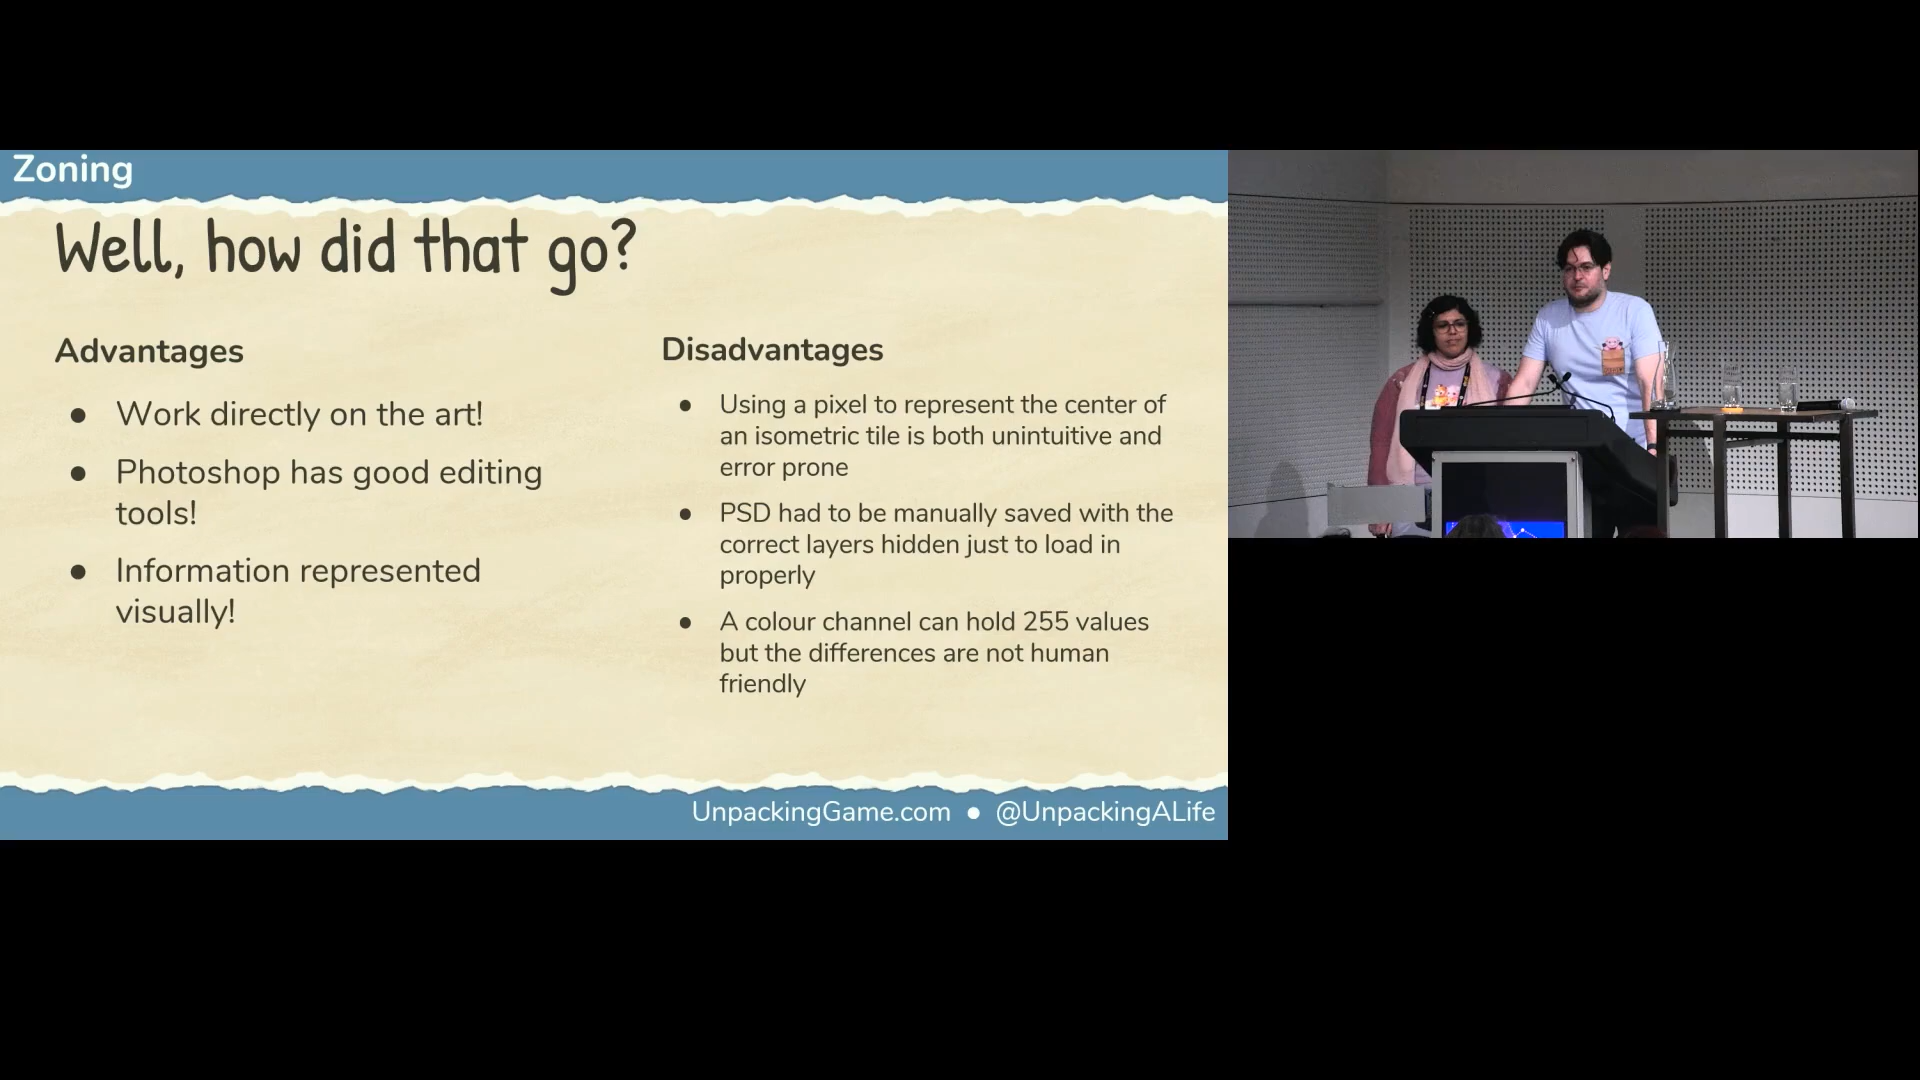 Zoning
Well, how did that go?
Advantages
● Work directly on the art!
● Photoshop has good editing
tools!
● Information represented
visually!
Disadvantages
● Using a pixel to represent the center of
an isometric tile is both unintuitive and
error prone
● PSD had to be manually saved with the
correct layers hidden just to load in
properly
● A colour channel can hold 255 values
but the differences are not human
friendly
UnpackingGame.com ● @UnpackingALife